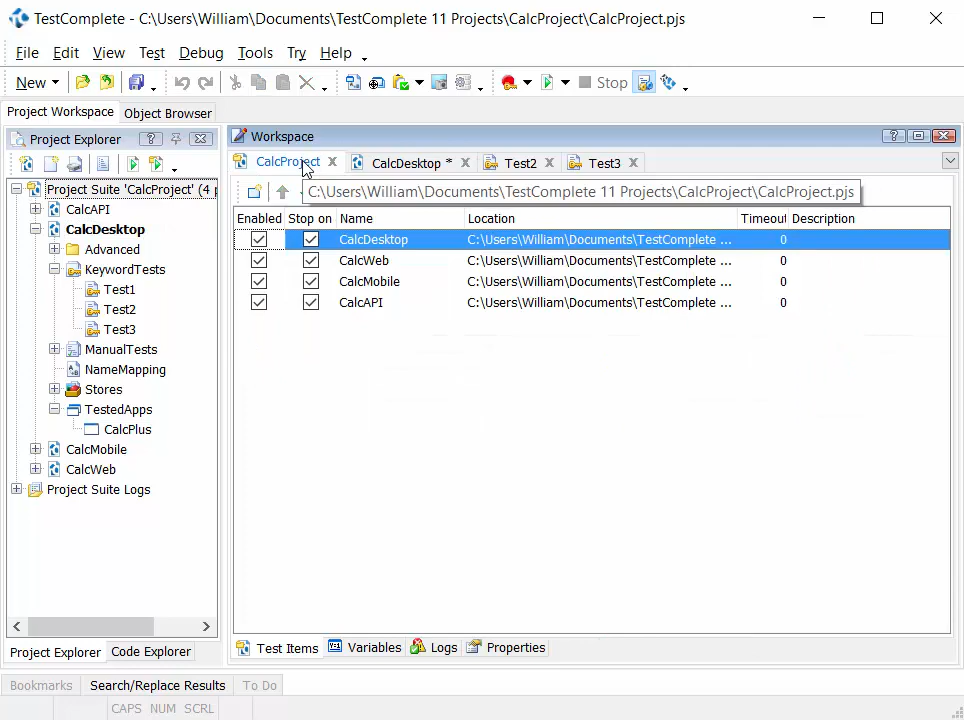 TestComplete - C:\Users\William\Documents\TestComplete 11 Projects\CalcProject\CalcProject.pjs
File Edit View Test Debug Tools Try Help
New Stop
Project Workspace Object Browser
Project Explorer
Project Suite 'CalcProject' (4 p
CalcAPI
CalcDesktop
Advanced
KeywordTests
Test1
Test2
Test3
ManualTests
NameMapping
Stores
TestedApps
CalcPlus
CalcMobile
CalcWeb
Project Suite Logs
Project Explorer Code Explorer
Workspace
CalcProject CalcDesktop * Test2 Test3
C:\Users\William\Documents\TestComplete 11 Projects\CalcProject\CalcProject.pjs
Enabled Stop on Name Location Timeout Description
CalcDesktop C:\Users\William\Documents\TestComplete ... 0
CalcWeb C:\Users\William\Documents\TestComplete ... 0
CalcMobile C:\Users\William\Documents\TestComplete ... 0
CalcAPI C:\Users\William\Documents\TestComplete ... 0
Test Items Variables Logs Properties
Bookmarks Search/Replace Results To Do
CAPS NUM SCRL